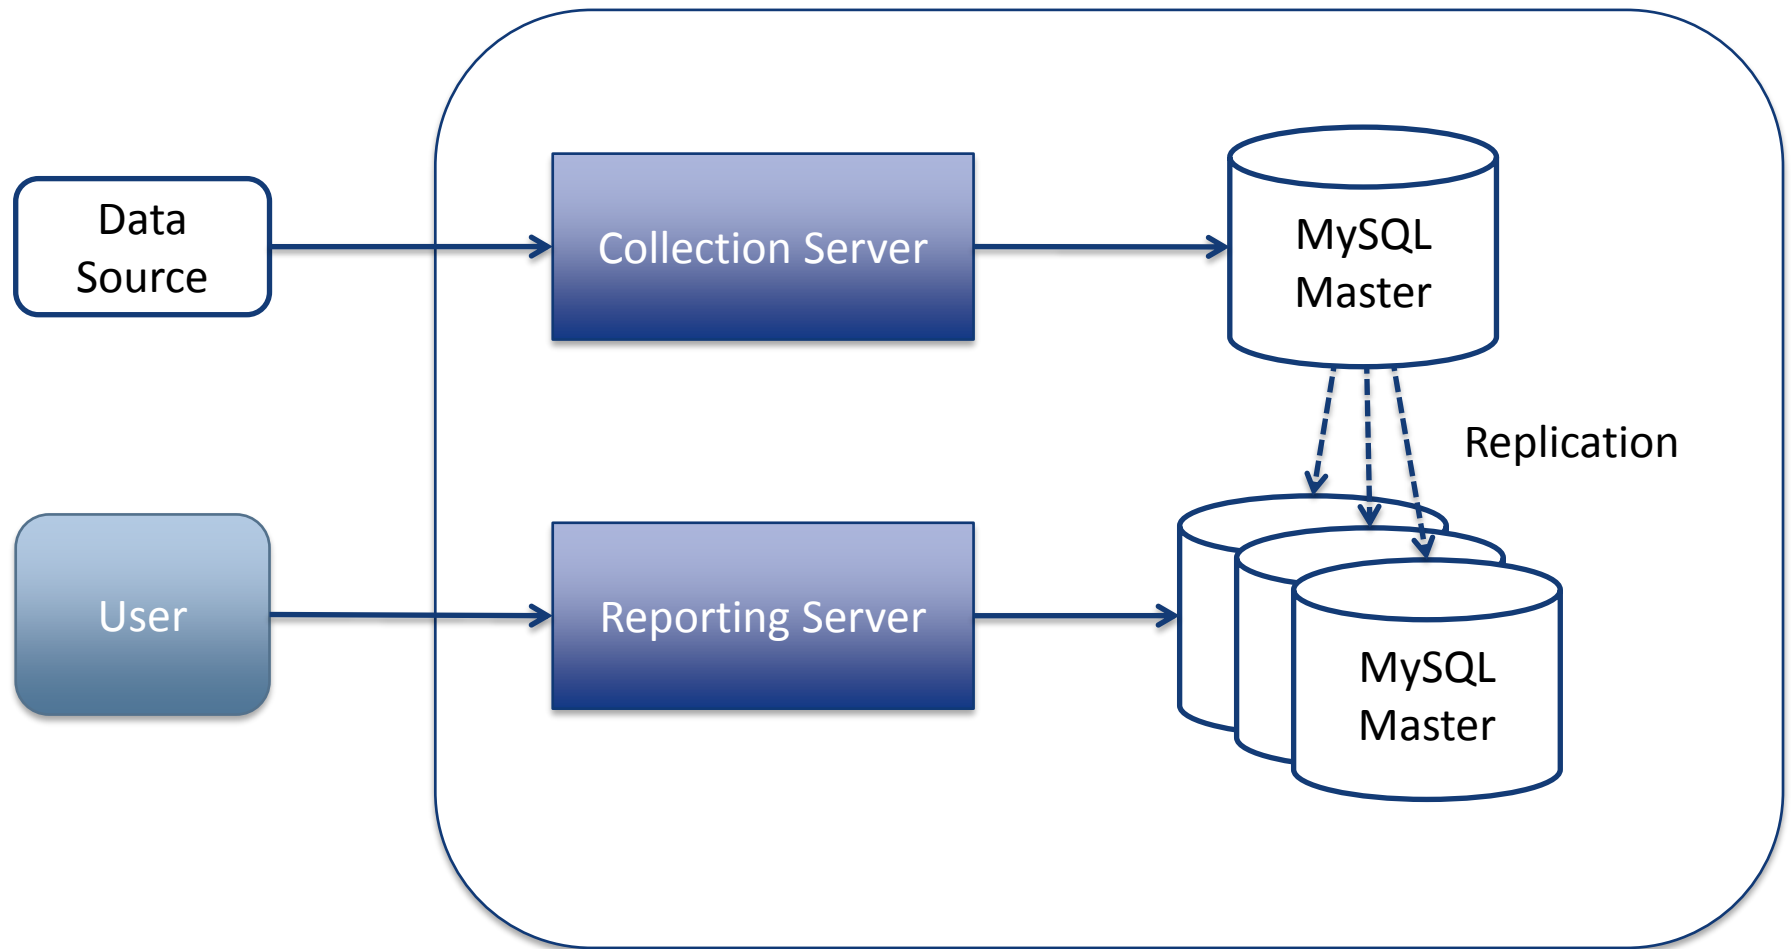 Data
Source
Collection Server
MySQL
Master
Replication
User
Reporting Server
MySQL
Master